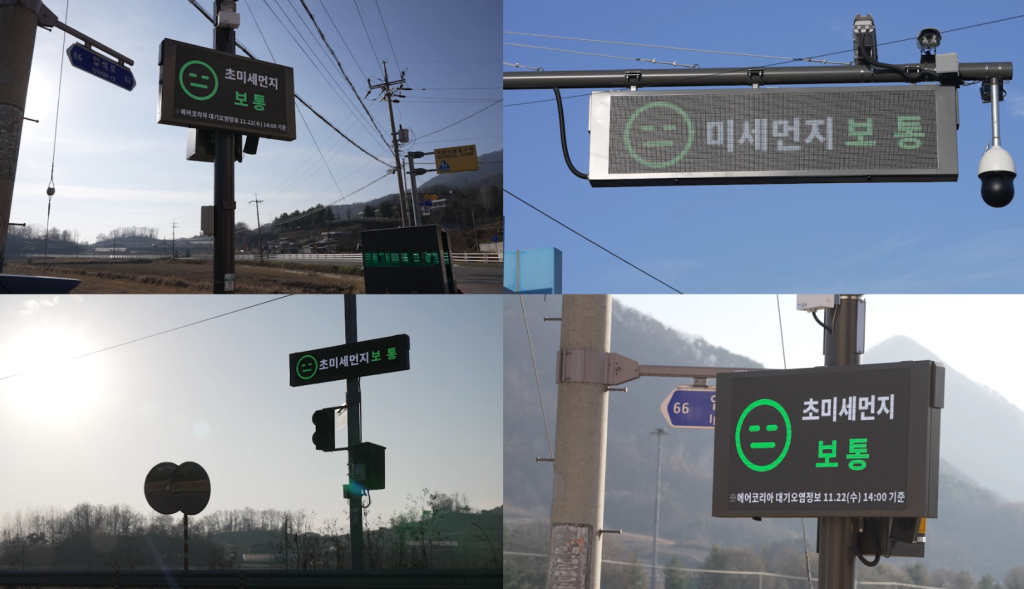 66
초미세먼지
보통
※에어코리아 대기오염정보 11.22(수) 14:00 기준
미세먼지 보통
초미세먼지 보통
66
초미세먼지
보통
※에어코리아 대기오염정보 11.22(수) 14:00 기준